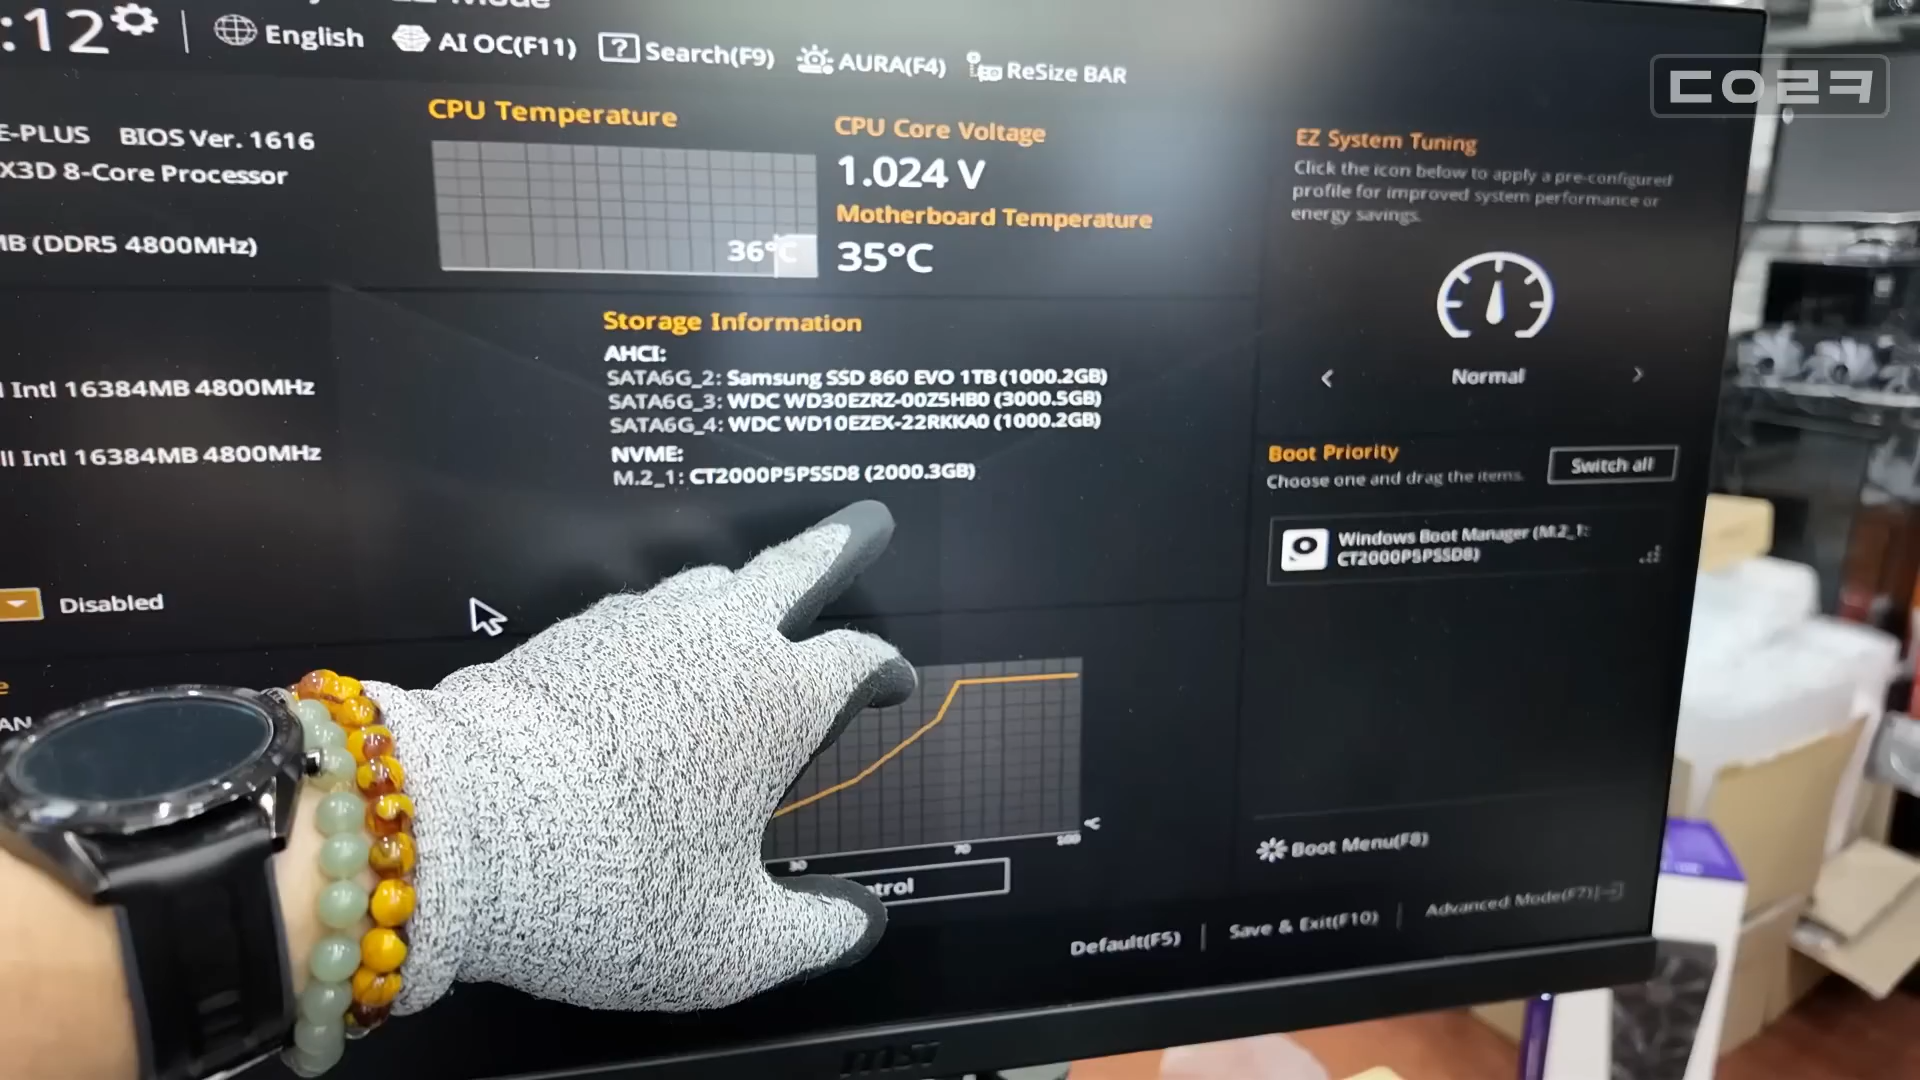 :12
English
AI OC(F11)
Search(F9)
AURA(F4)
ReSize BAR
E-PLUS BIOS Ver. 1616
X3D 8-Core Processor
MB (DDR5 4800MHz)
Intl 16384MB 4800MHz
ll Intl 16384MB 4800MHz
Disabled
CPU Temperature
36°C
CPU Core Voltage
1.024 V
Motherboard Temperature
35°C
Storage Information
AHCI:
SATA6G_2: Samsung SSD 860 EVO 1TB (1000.2GB)
SATA6G_3: WDC WD30EZRZ-00Z5HB0 (3000.5GB)
SATA6G_4: WDC WD10EZEX-22RKKA0 (1000.2GB)
NVME:
M.2_1: CT2000P5PSSD8 (2000.3GB)
30
70
100
°C
EZ System Tuning
Click the icon below to apply a pre-configured
profile for improved system performance or
energy savings.
Normal
Boot Priority
Choose one and drag the items.
Switch all
Windows Boot Manager (M.2_1:
CT2000P5PSSD8)
Boot Menu(F8)
Default(F5)
Save & Exit(F10)
Advanced Mode(F7)
msi